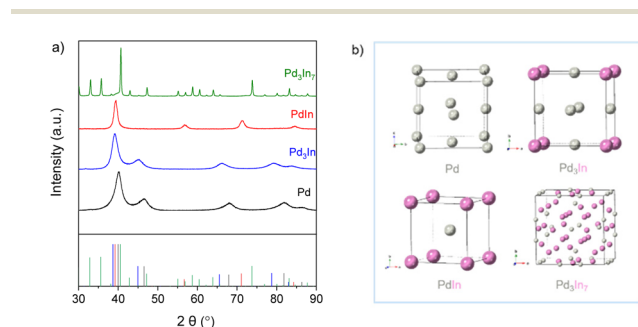 a)
Intensity (a.u.)
Pd₃In₇
PdIn
Pd₃In
Pd
30 40 50 60 70 80 90
2 θ (°)
b)
Pd
Pd₃In
PdIn
Pd₃In₇